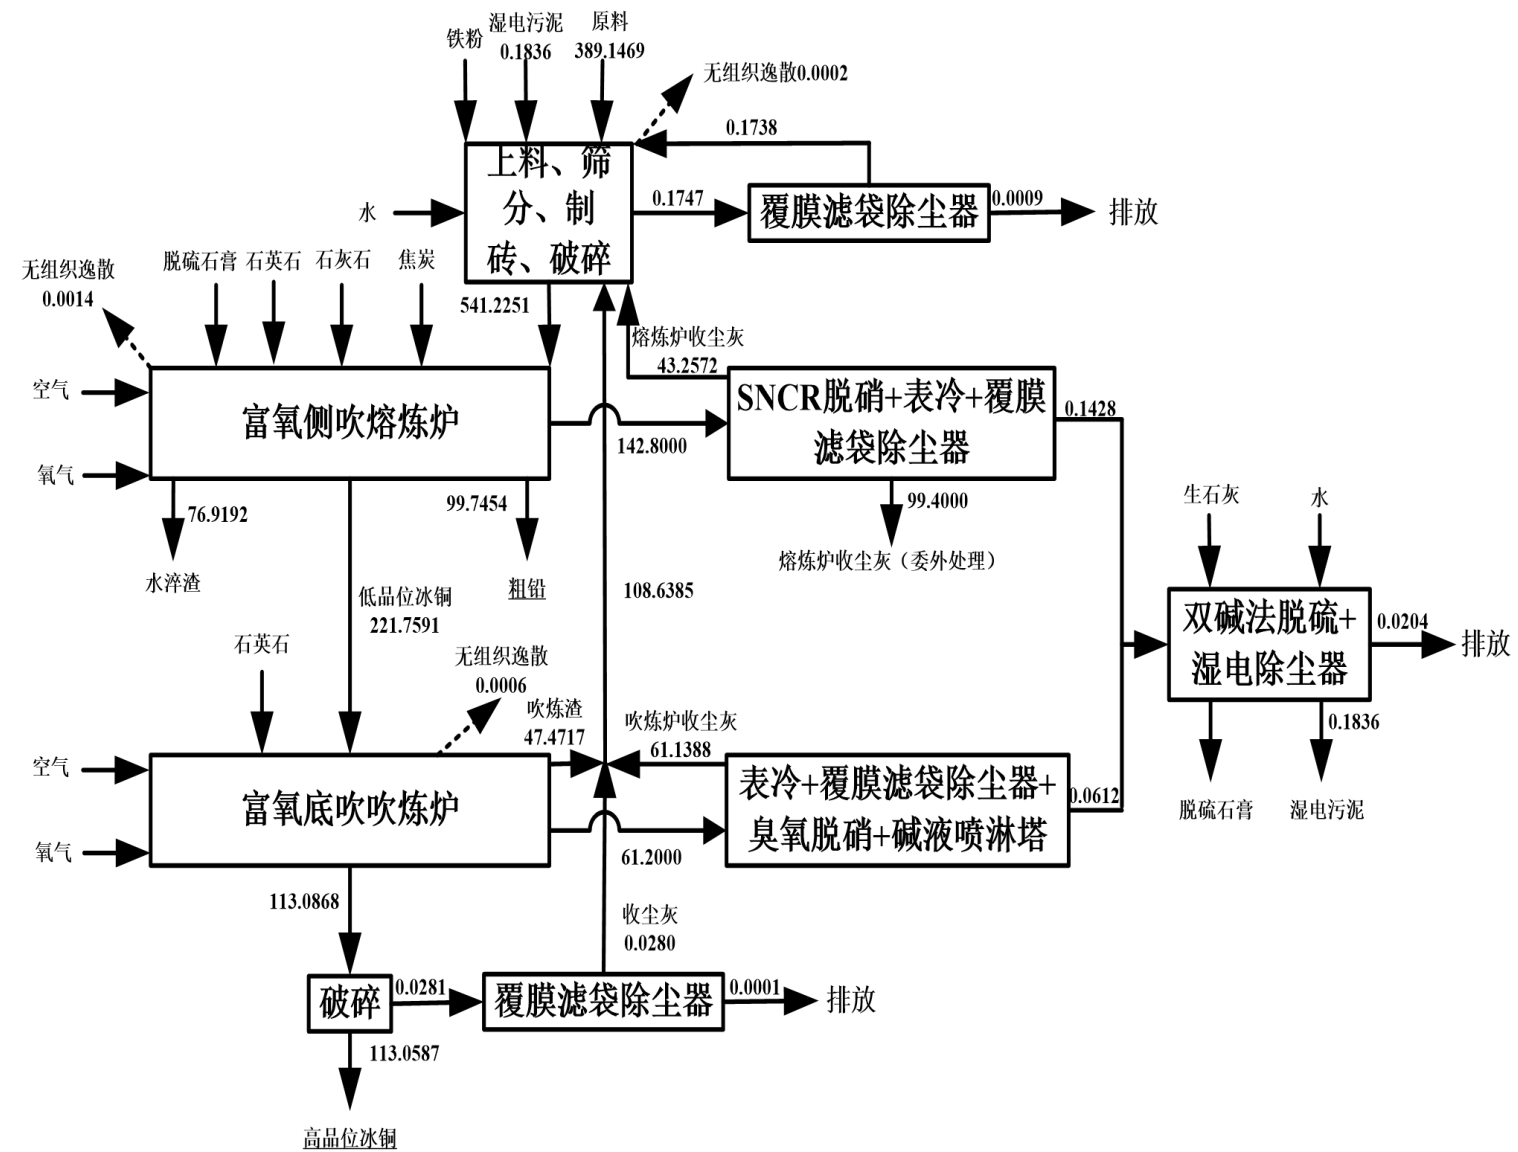 铁粉
湿电污泥
0.1836
原料
389.1469
无组织逸散0.0002
0.1738
上料、筛
分、制
砖、破碎
水
0.1747
覆膜滤袋除尘器
0.0009
排放
无组织逸散
0.0014
脱硫石膏
石英石
石灰石
焦炭
541.2251
熔炼炉收尘灰
43.2572
空气
氧气
富氧侧吹熔炼炉
142.8000
SNCR脱硝+表冷+覆膜
滤袋除尘器
0.1428
76.9192
水淬渣
99.7454
粗铅
99.4000
熔炼炉收尘灰（委外处理）
低品位冰铜
221.7591
108.6385
生石灰
水
双碱法脱硫+
湿电除尘器
0.0204
排放
0.1836
脱硫石膏
湿电污泥
石英石
无组织逸散
0.0006
吹炼渣
47.4717
吹炼炉收尘灰
61.1388
空气
氧气
富氧底吹吹炼炉
61.2000
表冷+覆膜滤袋除尘器+
臭氧脱硝+碱液喷淋塔
0.0612
113.0868
收尘灰
0.0280
破碎
0.0281
覆膜滤袋除尘器
0.0001
排放
113.0587
高品位冰铜